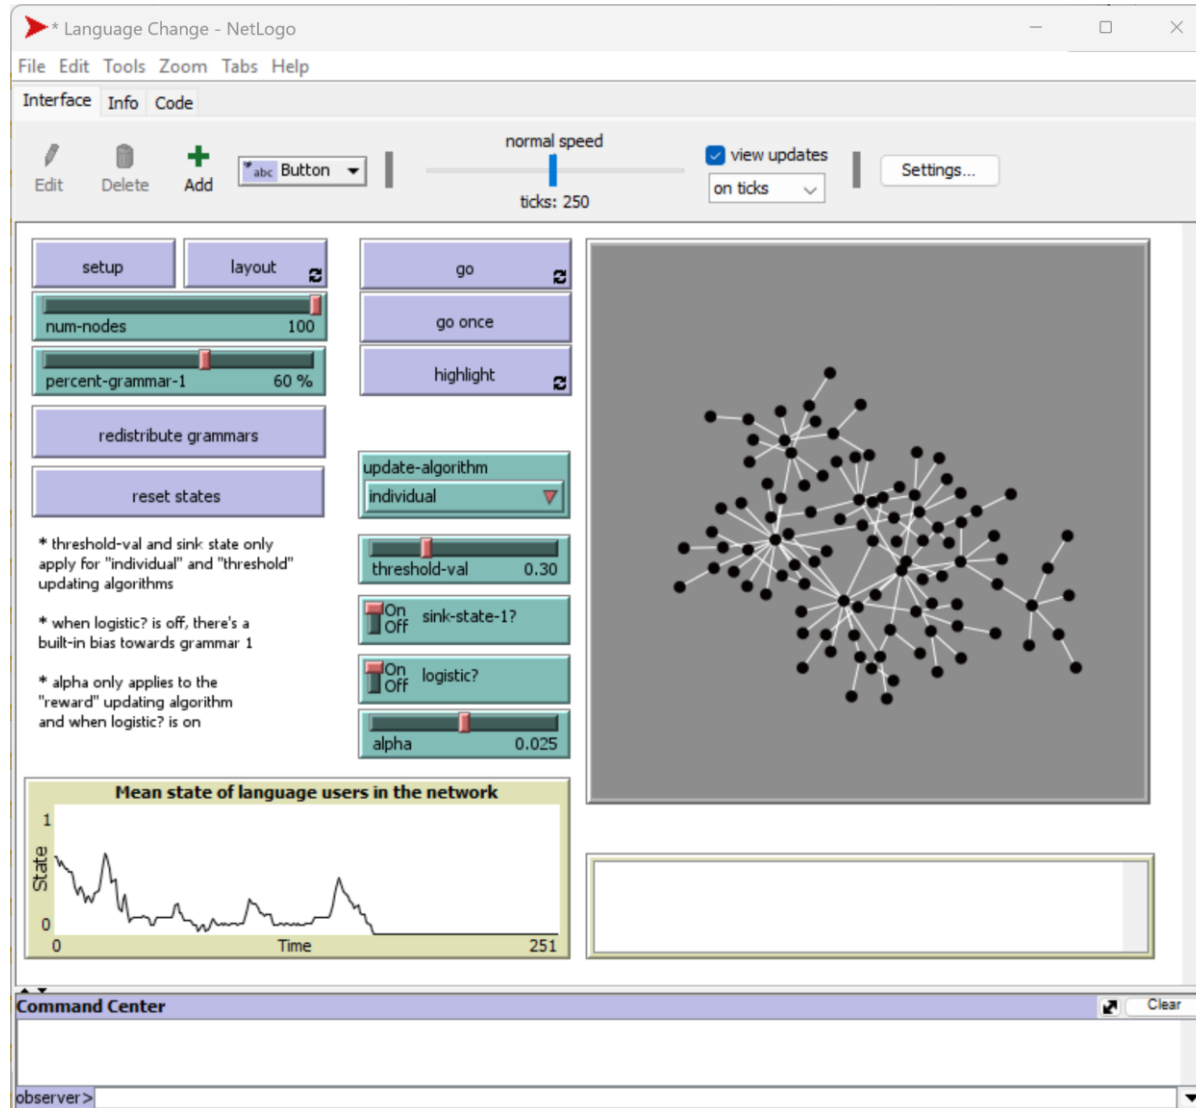 * Language Change - NetLogo
File Edit Tools Zoom Tabs Help
Interface Info Code
normal speed
Edit Delete Add abc Button
view updates
on ticks
Settings...
ticks: 250
setup layout
num-nodes 100
percent-grammar-1 60 %
redistribute grammars
reset states
* threshold-val and sink state only
apply for "individual" and "threshold"
updating algorithms
* when logistic? is off, there's a
built-in bias towards grammar 1
* alpha only applies to the
"reward" updating algorithm
and when logistic? is on
go
go once
highlight
update-algorithm
individual
threshold-val 0.30
On
Off
sink-state-1?
On
Off
logistic?
alpha 0.025
Mean state of language users in the network
1
State
0
0 Time 251
Command Center Clear
observer>